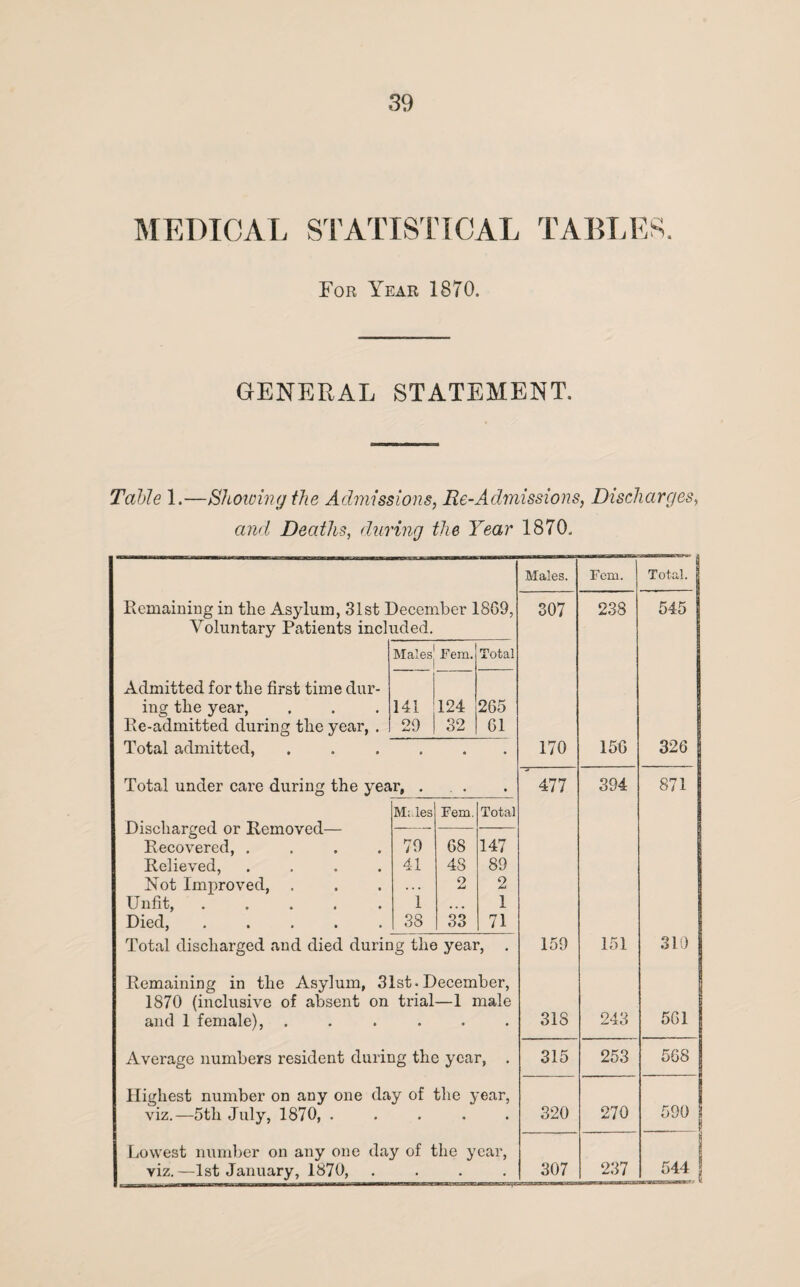 39
MEDICAL STATISTICAL TABLES.
For Year 1870.
GENERAL STATEMENT.
Table 1.—Showing the Admissions, Re-Admissions, Discharges,
and Deaths, during the Year 1870.
Males. Fem. Total.
Remaining in the Asylum, 31st December 1869, 307 238 545
Voluntary Patients included.
Males Fem. Total
Admitted for the first time dur-
ing the year, . . . 141 124 265
Re-admitted during the year, . 29 32 61
Total admitted, . . . . . . 170 156 326
Total under care during the year, . . . . 477 394 871
Males Fem. Total
Discharged or Removed—
Recovered, . . . . 79 68 147
Relieved, . . . . 41 48 89
Not Improved, . . . ... 2 2
Unfit, . . . . . 1 ... 1
Died, . . . . . 38 33 71
Total discharged and died during the year, . 159 151 310
Remaining in the Asylum, 31st December,
1870 (inclusive of absent on trial—1 male
and 1 female), . . . . . . 318 243 561
Average numbers resident during the year, . 315 253 568
Highest number on any one day of the year,
viz.—5th July, 1870, . . . . . 320 270 590
Lowest number on any one day of the year,
viz.—1st January, 1870, . . . . 307 237 544